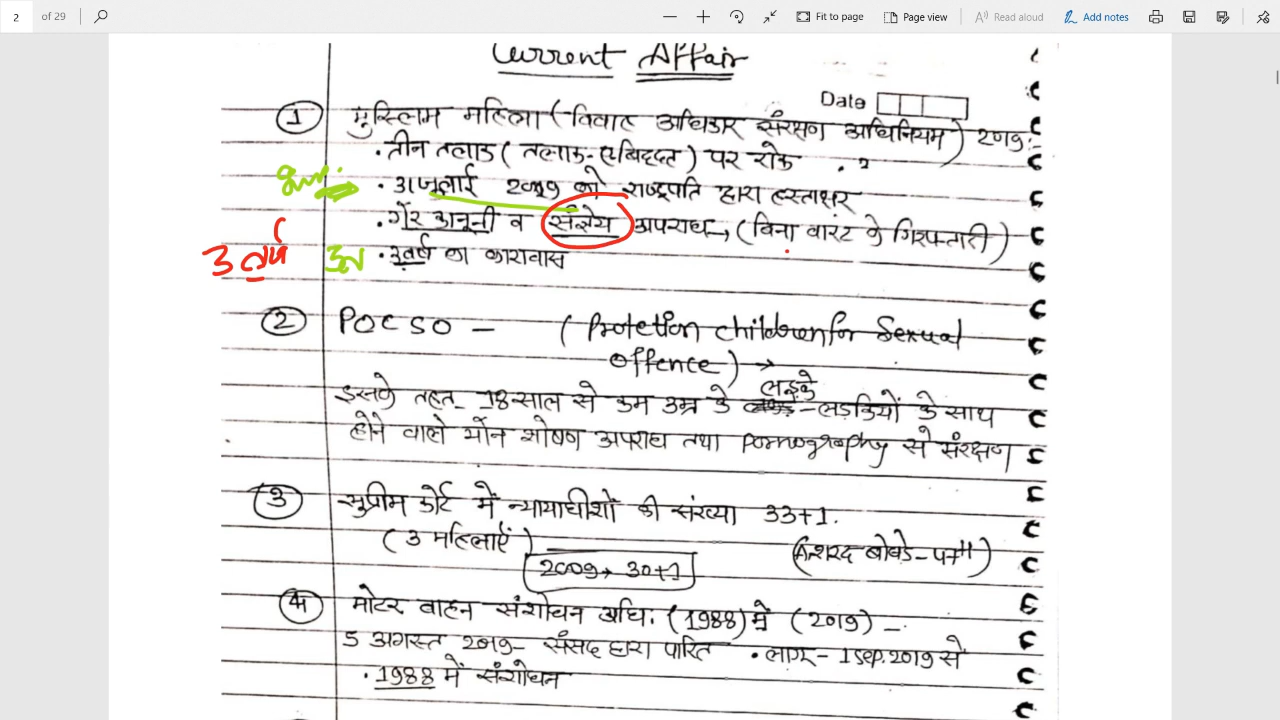 2 of 29 Fit to page Page view Read aloud Add notes
Current Affair
Date
① मुस्लिम महिला (विवाह अधिकार संरक्षण अधिनियम) 2019:-
• तीन तलाक (तलाक-ए-बिद्दत) पर रोक
• 31 जुलाई 2019 को राष्ट्रपति द्वारा हस्ताक्षर
• गैर कानूनी व संज्ञेय अपराध → (बिना वारंट के गिरफ्तारी)
3 वर्ष • 3 वर्ष का कारावास
② POCSO - (Protetion children for Sexual
offence) →
लड़के
इसके तहत 18 साल से कम उम्र के - लड़कियों के साथ
होने वाले यौन शोषण अपराध तथा pornography से संरक्षण
③ सुप्रीम कोर्ट में न्यायाधीशों की संख्या 33+1.
(3 महिलाएँ) शरद बोबडे - 47th)
2009 → 30+1
④ मोटर वाहन संशोधन अधि. (1988) में (2019) -
5 अगस्त 2019 - संसद द्वारा पारित • लागू - 1 Sep. 2019 से
• 1988 में संशोधन